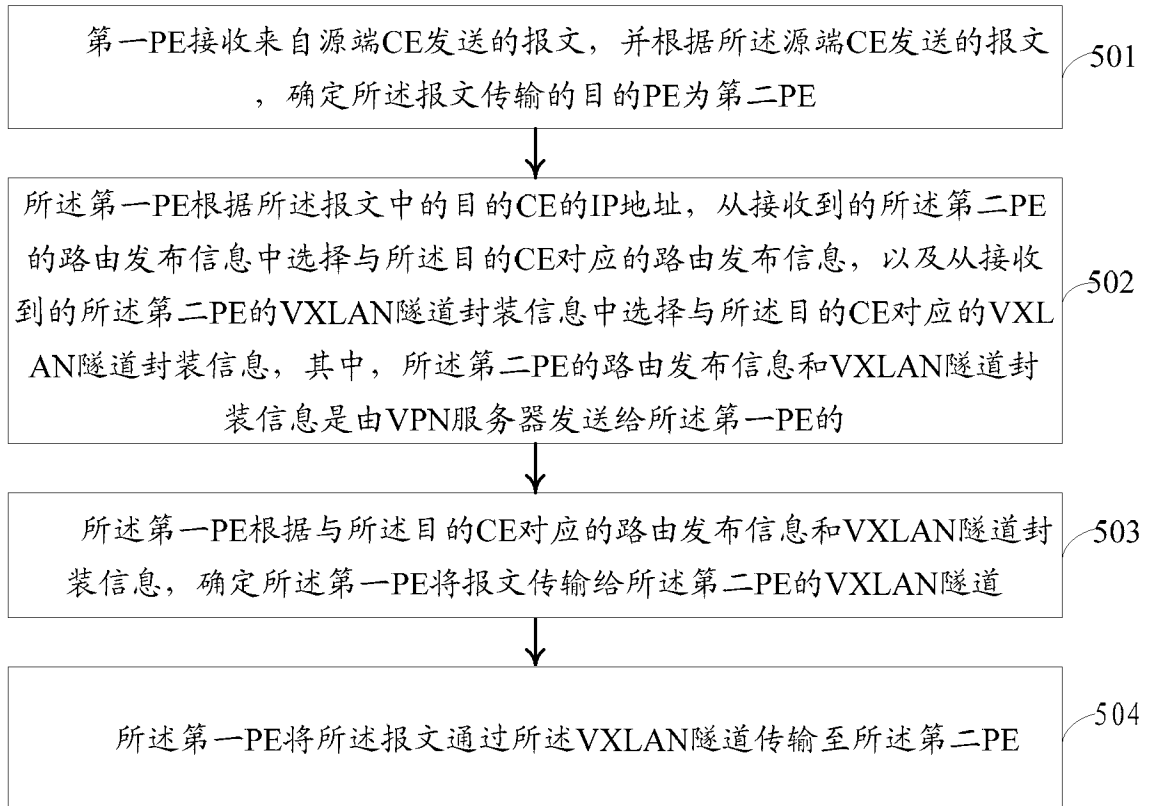 第一PE接收来自源端CE发送的报文，并根据所述源端CE发送的报文
，确定所述报文传输的目的PE为第二PE
501
所述第一PE根据所述报文中的目的CE的IP地址，从接收到的所述第二PE
的路由发布信息中选择与所述目的CE对应的路由发布信息，以及从接收
到的所述第二PE的VXLAN隧道封装信息中选择与所述目的CE对应的VXL
AN隧道封装信息，其中，所述第二PE的路由发布信息和VXLAN隧道封
装信息是由VPN服务器发送给所述第一PE的
502
所述第一PE根据与所述目的CE对应的路由发布信息和VXLAN隧道封
装信息，确定所述第一PE将报文传输给所述第二PE的VXLAN隧道
503
所述第一PE将所述报文通过所述VXLAN隧道传输至所述第二PE
504